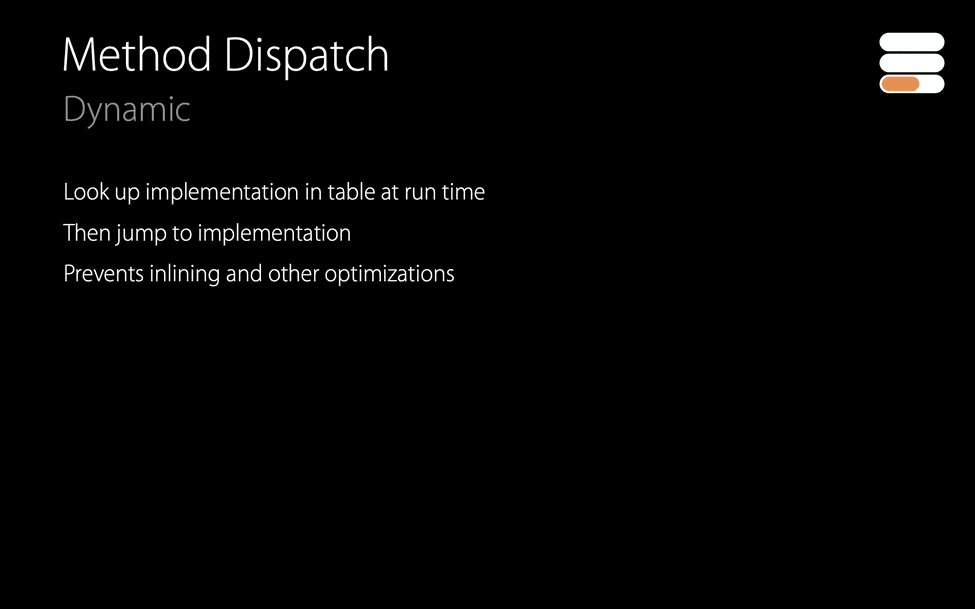 Method Dispatch
Dynamic
Look up implementation in table at run time
Then jump to implementation
Prevents inlining and other optimizations